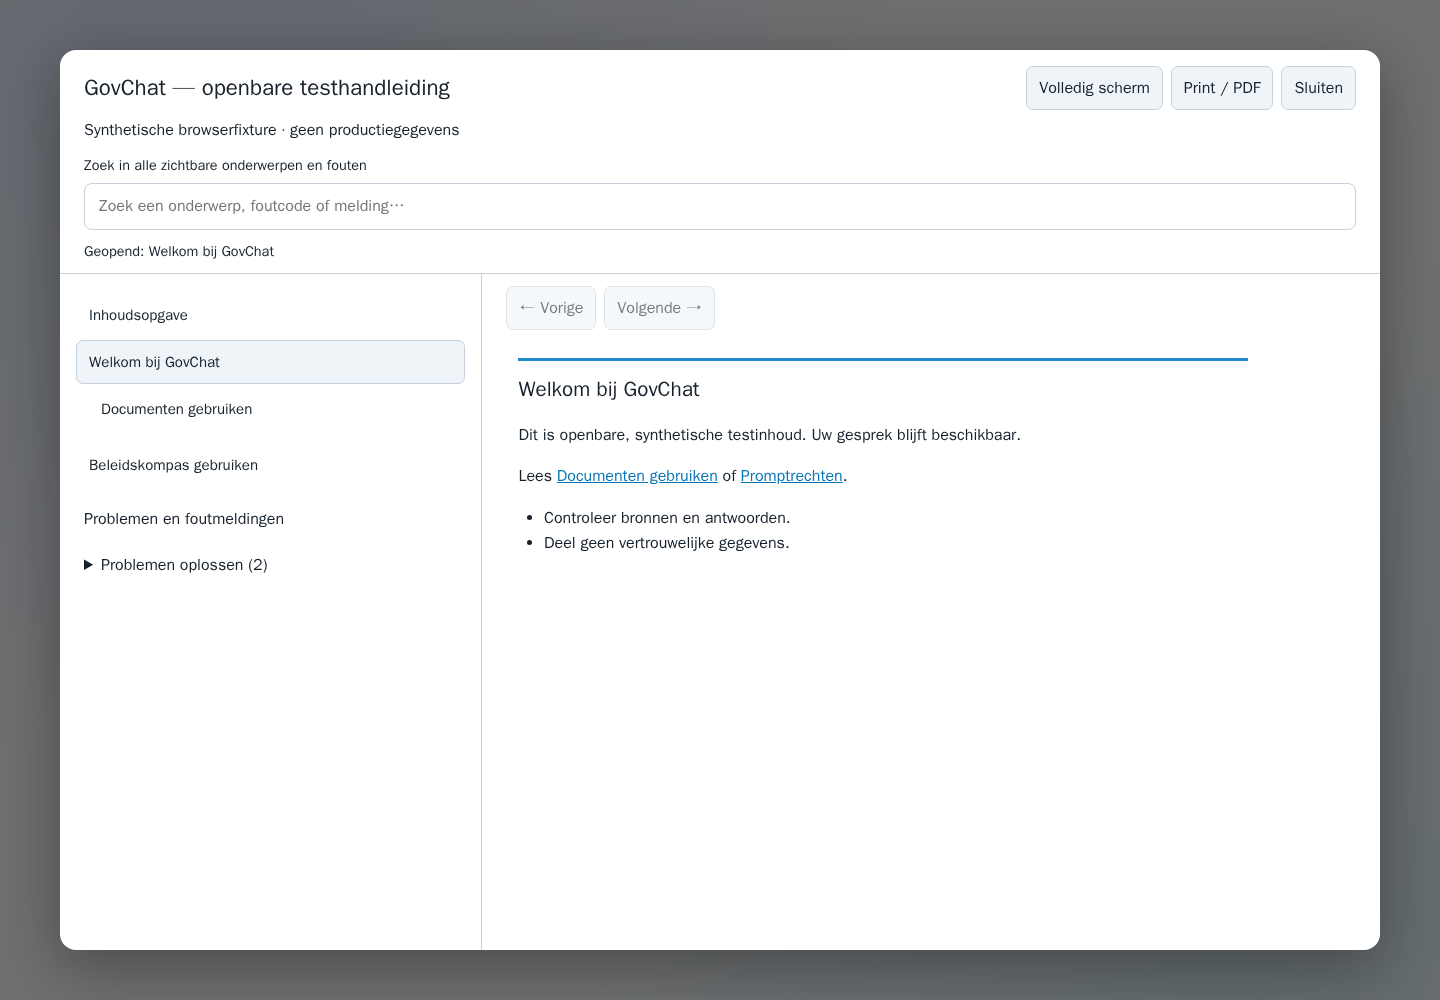 GovChat — openbare testhandleiding
Volledig scherm
Print / PDF
Sluiten
Synthetische browserfixture · geen productiegegevens
Zoek in alle zichtbare onderwerpen en fouten
Zoek een onderwerp, foutcode of melding…
Geopend: Welkom bij GovChat
Inhoudsopgave
Welkom bij GovChat
Documenten gebruiken
Beleidskompas gebruiken
Problemen en foutmeldingen
▶ Problemen oplossen (2)
← Vorige
Volgende →
Welkom bij GovChat
Dit is openbare, synthetische testinhoud. Uw gesprek blijft beschikbaar.
Lees Documenten gebruiken of Promptrechten.
• Controleer bronnen en antwoorden.
• Deel geen vertrouwelijke gegevens.